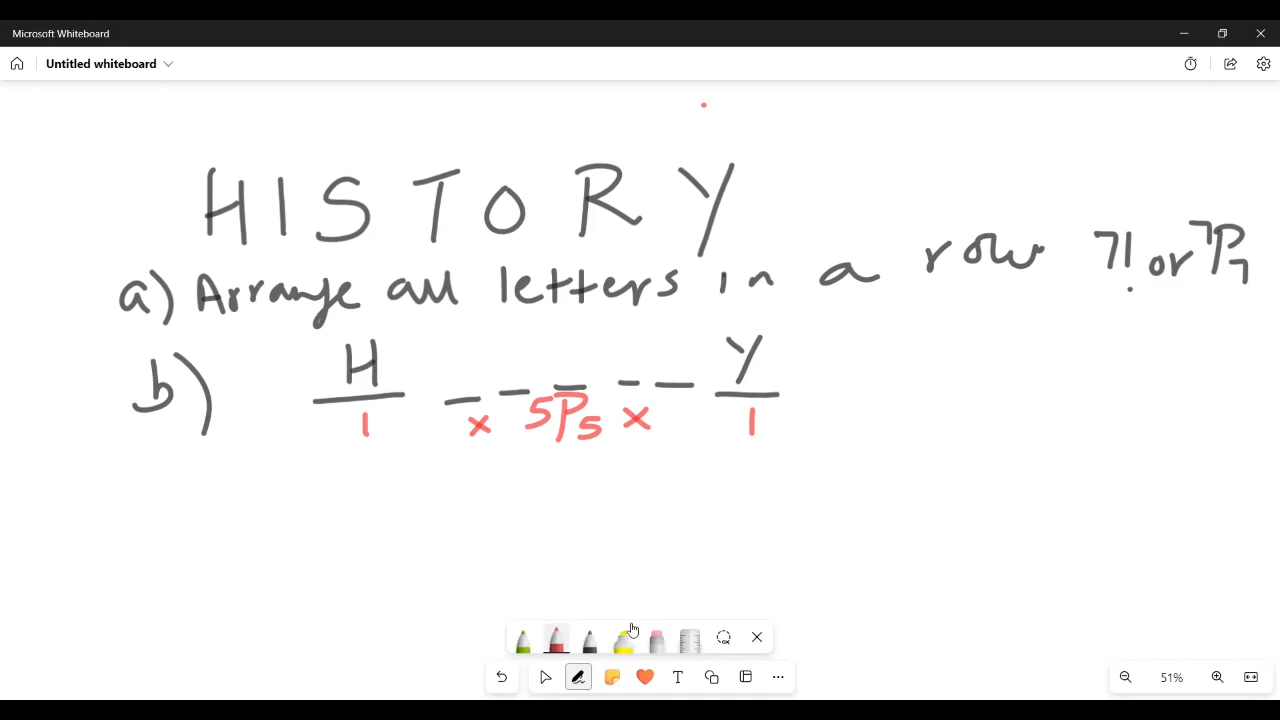 Microsoft Whiteboard
Untitled whiteboard
HISTORY
a) Arrange all letters in a row 7! or 7P7
b) H _ _ _ _ _ Y
1 x 5P5 x 1
51%